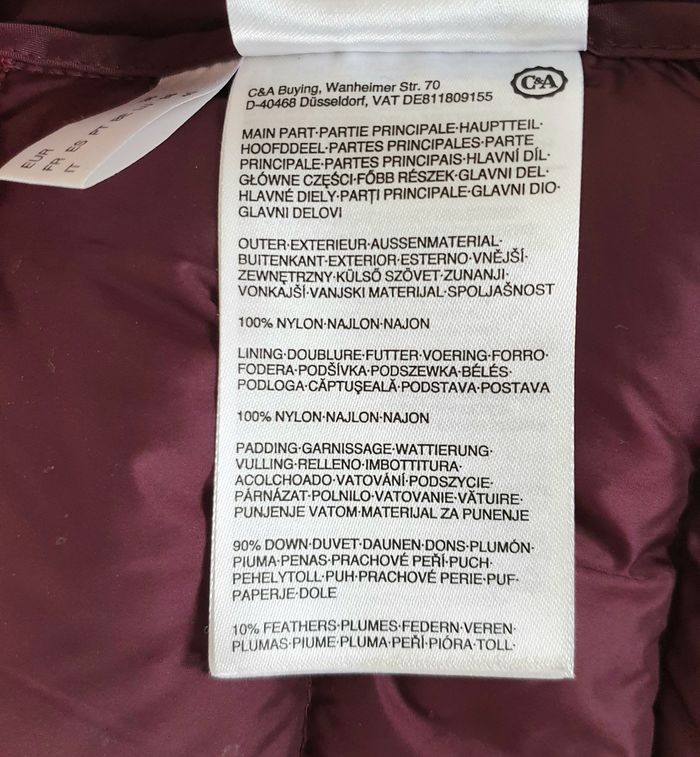 C&A Buying, Wanheimer Str. 70
D-40468 Düsseldorf, VAT DE811809155
C&A
MAIN PART·PARTIE PRINCIPALE·HAUPTTEIL·
HOOFDDEEL·PARTES PRINCIPALES·PARTE
PRINCIPALE·PARTES PRINCIPAIS·HLAVNÍ DÍL·
GŁÓWNE CZĘŚCI·FŐBB RÉSZEK·GLAVNI DEL·
HLAVNÉ DIELY·PARȚI PRINCIPALE·GLAVNI DIO·
GLAVNI DELOVI
OUTER·EXTERIEUR·AUSSENMATERIAL·
BUITENKANT·EXTERIOR·ESTERNO·VNĚJŠÍ·
ZEWNĘTRZNY·KÜLSŐ SZÖVET·ZUNANJI·
VONKAJŠÍ·VANJSKI MATERIJAL·SPOLJAŠNOST
100% NYLON·NAJLON·NAJON
LINING·DOUBLURE·FUTTER·VOERING·FORRO·
FODERA·PODŠÍVKA·PODSZEWKA·BÉLÉS·
PODLOGA·CĂPTUȘEALĂ·PODSTAVA·POSTAVA
100% NYLON·NAJLON·NAJON
PADDING·GARNISSAGE·WATTIERUNG·
VULLING·RELLENO·IMBOTTITURA·
ACOLCHOADO·VATOVÁNÍ·PODSZYCIE·
PÁRNÁZAT·POLNILO·VATOVANIE·VĂTUIRE·
PUNJENJE VATOM·MATERIJAL ZA PUNENJE
90% DOWN·DUVET·DAUNEN·DONS·PLUMÓN·
PIUMA·PENAS·PRACHOVÉ PEŘÍ·PUCH·
PEHELYTOLL·PUH·PRACHOVÉ PERIE·PUF·
PAPERJE·DOLE
10% FEATHERS·PLUMES·FEDERN·VEREN·
PLUMAS·PIUME·PLUMA·PEŘÍ·PIÓRA·TOLL·
EUR
FR ES PT
IT